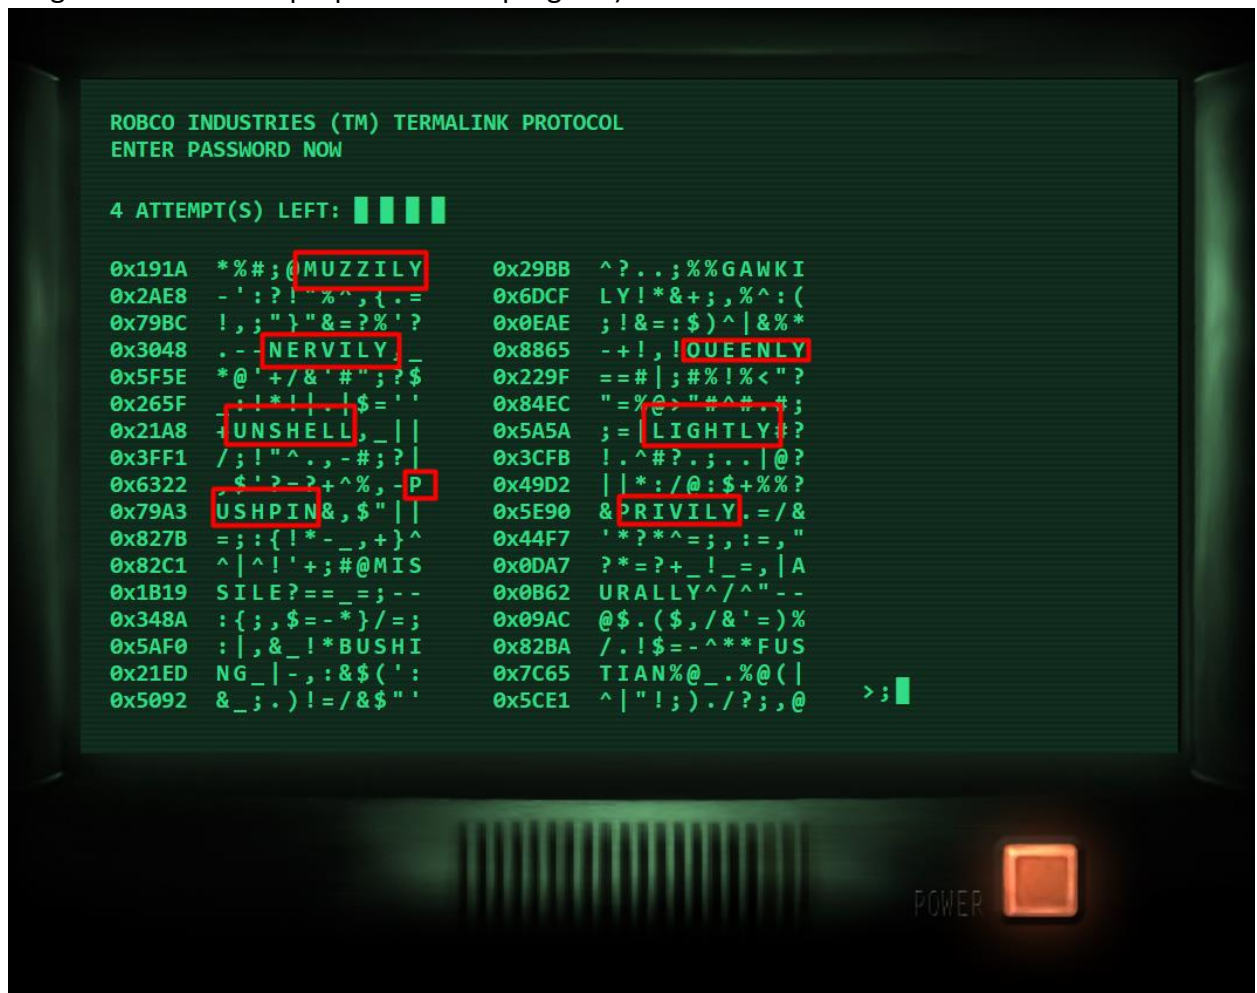 ROBCO INDUSTRIES (TM) TERMALINK PROTOCOL
ENTER PASSWORD NOW
4 ATTEMPT(S) LEFT:
0x191A *%#;@MUZZILY
0x2AE8 -':?!"%^,{.=
0x79BC !,;"}"&=?%'?
0x3048 .--NERVILY,_
0x5F5E *@'+/&'#";?$
0x265F _:!*!|.|$=''
0x21A8 +UNSHELL,_||
0x3FF1 /;!"^.,-#;?|
0x6322 ,$'?=?+^%,-P
0x79A3 USHPIN&,$"||
0x827B =;:{!*-_,+}^
0x82C1 ^|^!'+;#@MIS
0x1B19 SILE?==_=;--
0x348A :{;,$=-*}/=;
0x5AF0 :|,&_!*BUSHI
0x21ED NG_|-,:&$(':
0x5092 &_;.)!=/&$"'
0x29BB ^?..;%%GAWKI
0x6DCF LY!*&+;,%^:(
0x0EAE ;!&=:$)^|&%*
0x8865 -+!,!QUEENLY
0x229F ==#|;#%!%<"?
0x84EC "=%@>"#^#.#;
0x5A5A ;=|LIGHTLY#?
0x3CFB !.^#?.;..|@?
0x49D2 ||*:/@:$+%%?
0x5E90 &PRIVILY.=/&
0x44F7 '*?*^=;,:=,"
0x0DA7 ?*=?+_!_=,|A
0x0B62 URALLY^/^"--
0x09AC @$.($,/&'=)%
0x82BA /.!$=-^**FUS
0x7C65 TIAN%@_.%@(|
0x5CE1 ^|"!;)./?;,@
>;
POWER